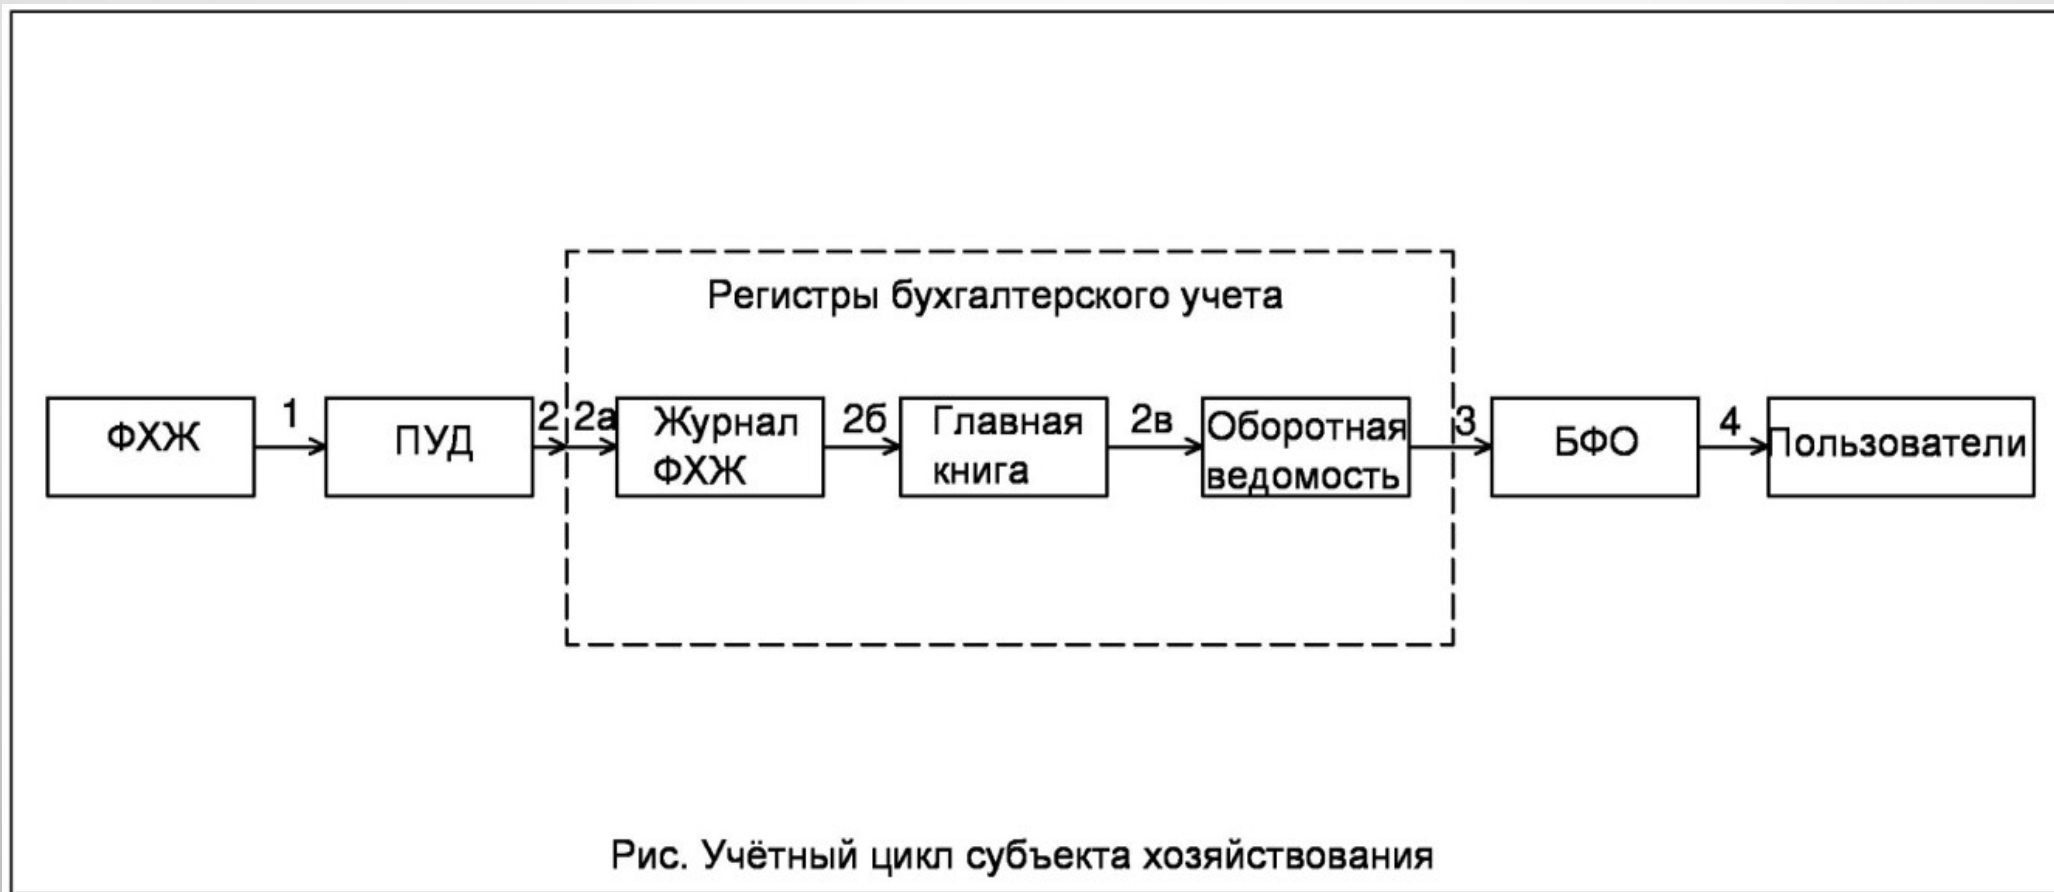 Регистры бухгалтерского учета
ФХЖ
1
ПУД
2
2а
Журнал
ФХЖ
2б
Главная
книга
2в
Оборотная
ведомость
3
БФО
4
Пользователи
Рис. Учётный цикл субъекта хозяйствования